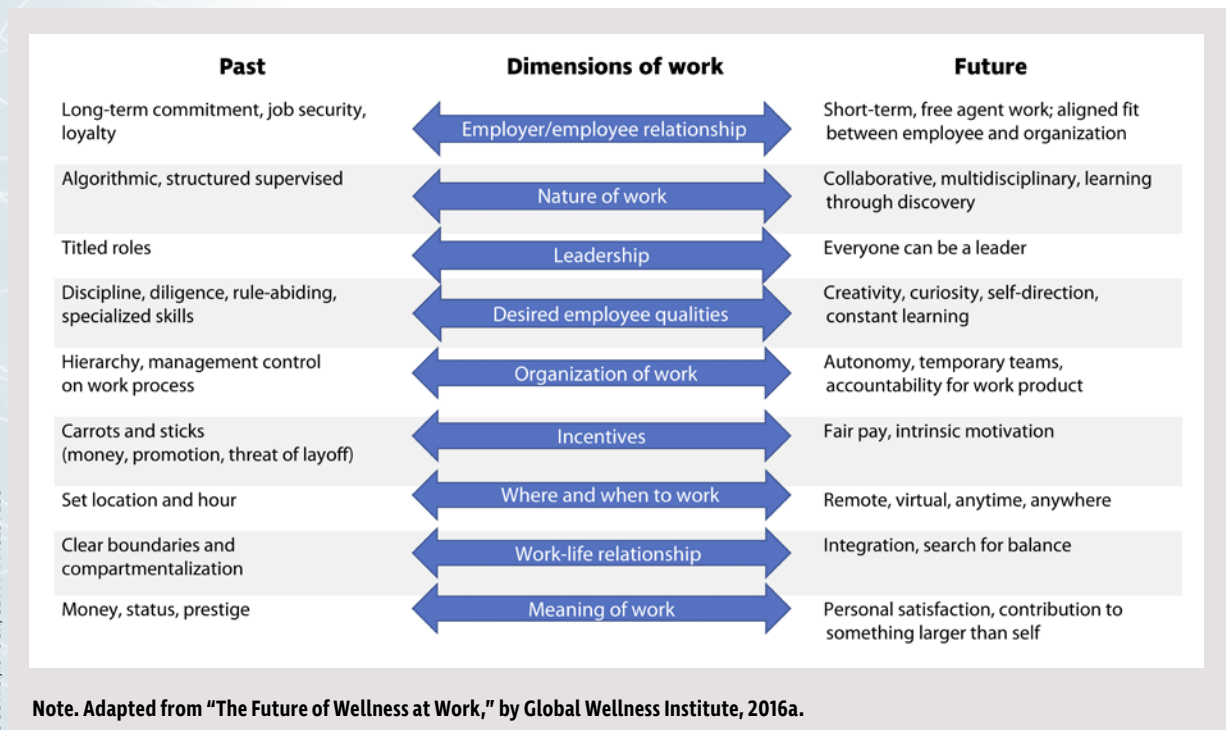 Past
Dimensions of work
Future
Long-term commitment, job security,
loyalty
Employer/employee relationship
Short-term, free agent work; aligned fit
between employee and organization
Algorithmic, structured supervised
Nature of work
Collaborative, multidisciplinary, learning
through discovery
Titled roles
Leadership
Everyone can be a leader
Discipline, diligence, rule-abiding,
specialized skills
Desired employee qualities
Creativity, curiosity, self-direction,
constant learning
Hierarchy, management control
on work process
Organization of work
Autonomy, temporary teams,
accountability for work product
Carrots and sticks
(money, promotion, threat of layoff)
Incentives
Fair pay, intrinsic motivation
Set location and hour
Where and when to work
Remote, virtual, anytime, anywhere
Clear boundaries and
compartmentalization
Work-life relationship
Integration, search for balance
Money, status, prestige
Meaning of work
Personal satisfaction, contribution to
something larger than self
Note. Adapted from “The Future of Wellness at Work,” by Global Wellness Institute, 2016a.